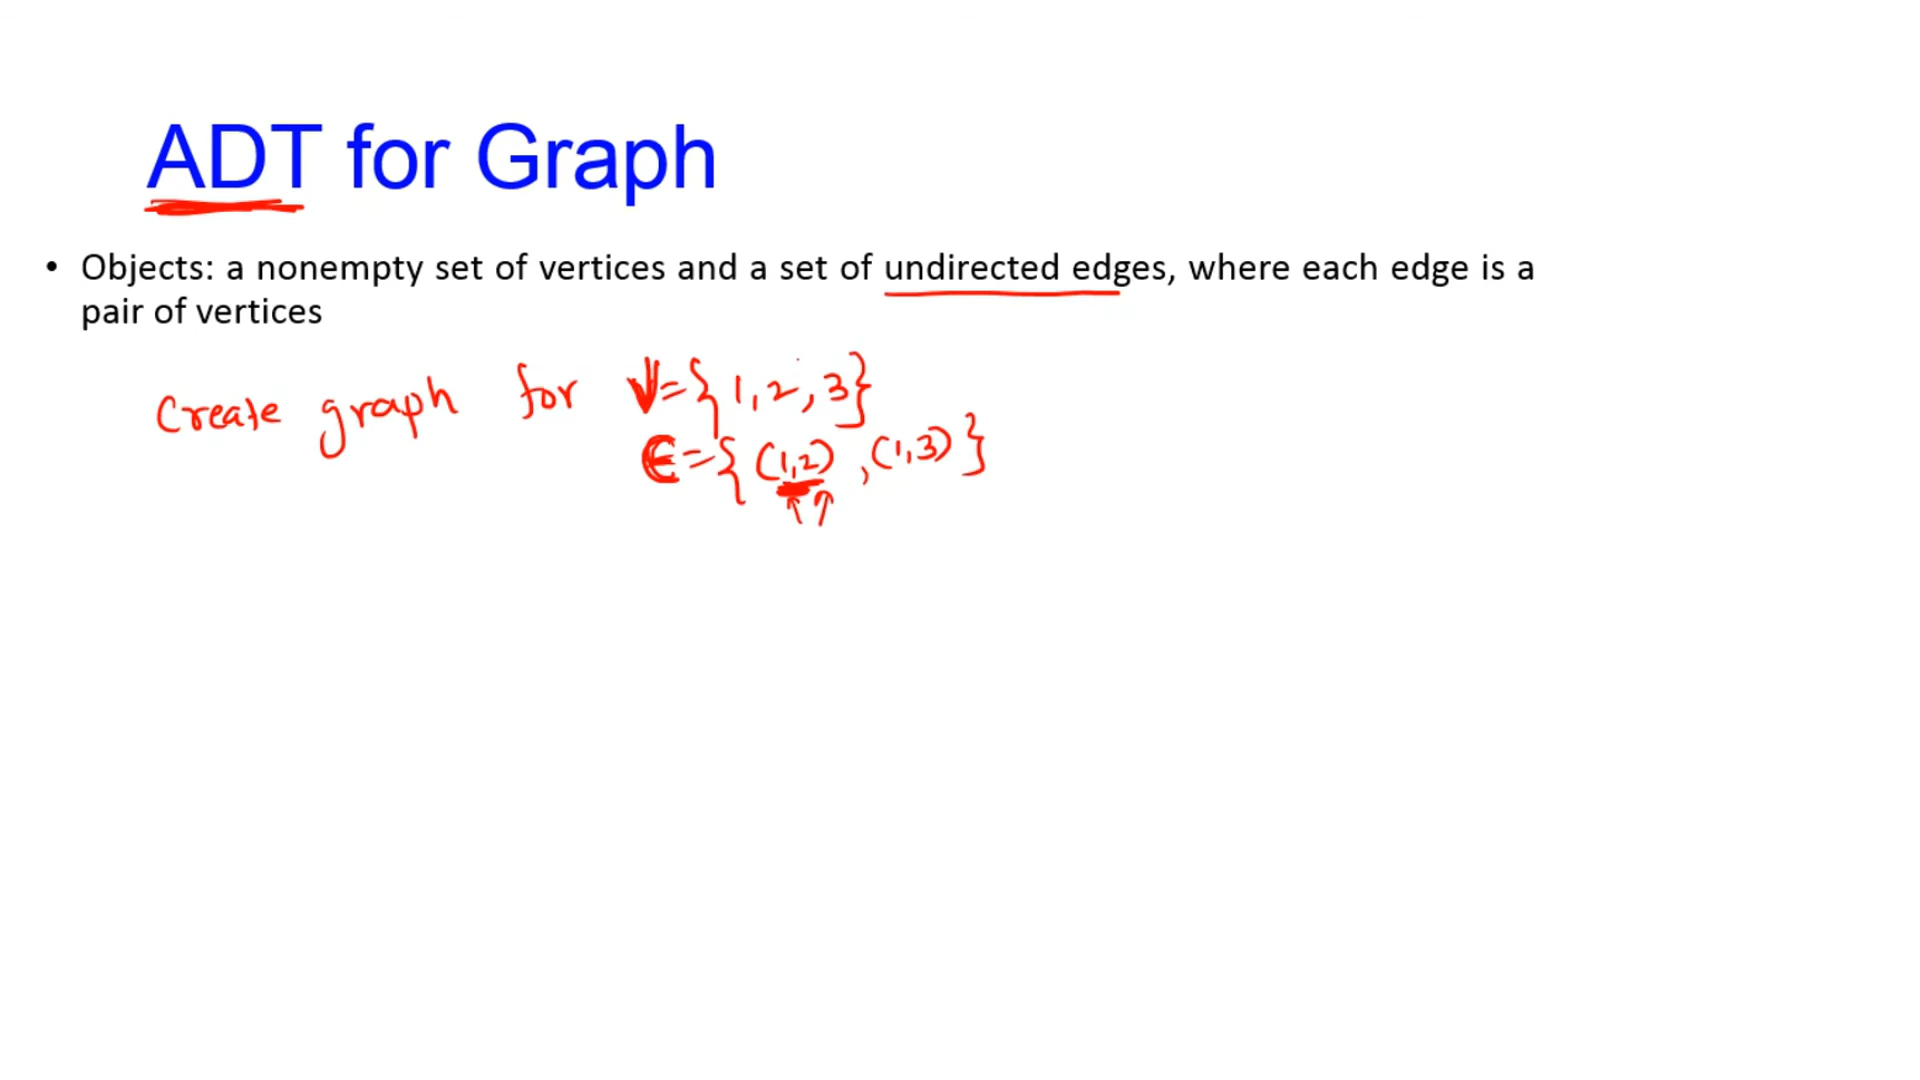 ADT for Graph
• Objects: a nonempty set of vertices and a set of undirected edges, where each edge is a
pair of vertices
Create graph for V={1,2,3}
E={(1,2),(1,3)}